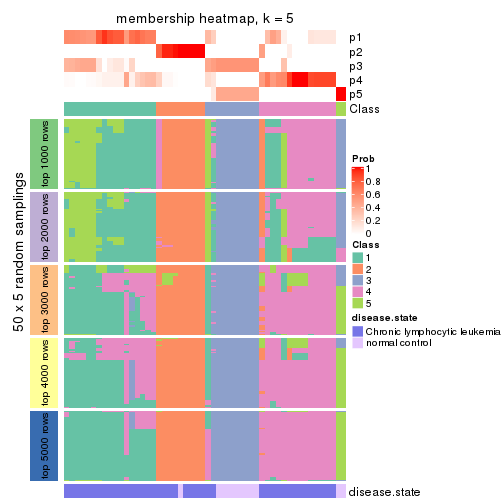 membership heatmap, k = 5
p1
p2
p3
p4
p5
Class
50 x 5 random samplings
top 1000 rows
top 2000 rows
top 3000 rows
top 4000 rows
top 5000 rows
disease.state
Prob
1
0.8
0.6
0.4
0.2
0
Class
1
2
3
4
5
disease.state
Chronic lymphocytic leukemia
normal control